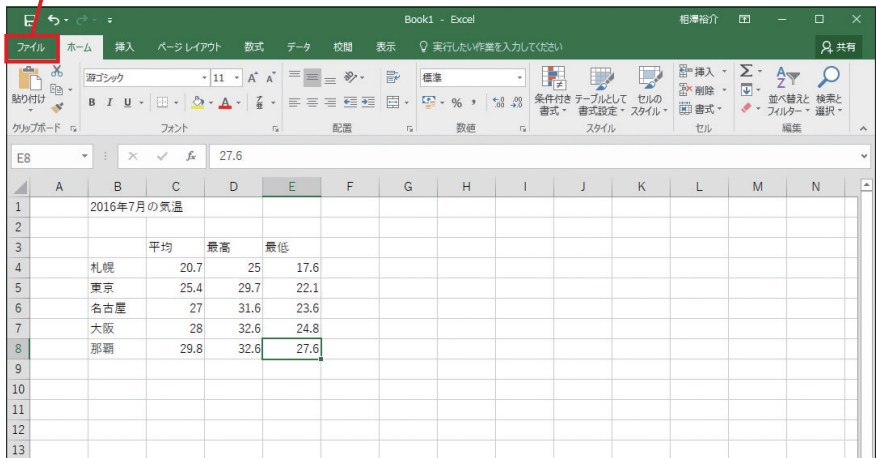 Book1 - Excel 相澤裕介
ファイル ホーム 挿入 ページレイアウト 数式 データ 校閲 表示 実行したい作業を入力してください 共有
游ゴシック 11 A A 標準 挿入 Σ
貼り付け B I U A % , 条件付き書式 テーブルとして書式設定 セルのスタイル 削除 書式 並べ替えとフィルター 検索と選択
クリップボード フォント 配置 数値 スタイル セル 編集
E8 fx 27.6
A B C D E F G H I J K L M N
1 2016年7月の気温
2
3 平均 最高 最低
4 札幌 20.7 25 17.6
5 東京 25.4 29.7 22.1
6 名古屋 27 31.6 23.6
7 大阪 28 32.6 24.8
8 那覇 29.8 32.6 27.6
9
10
11
12
13